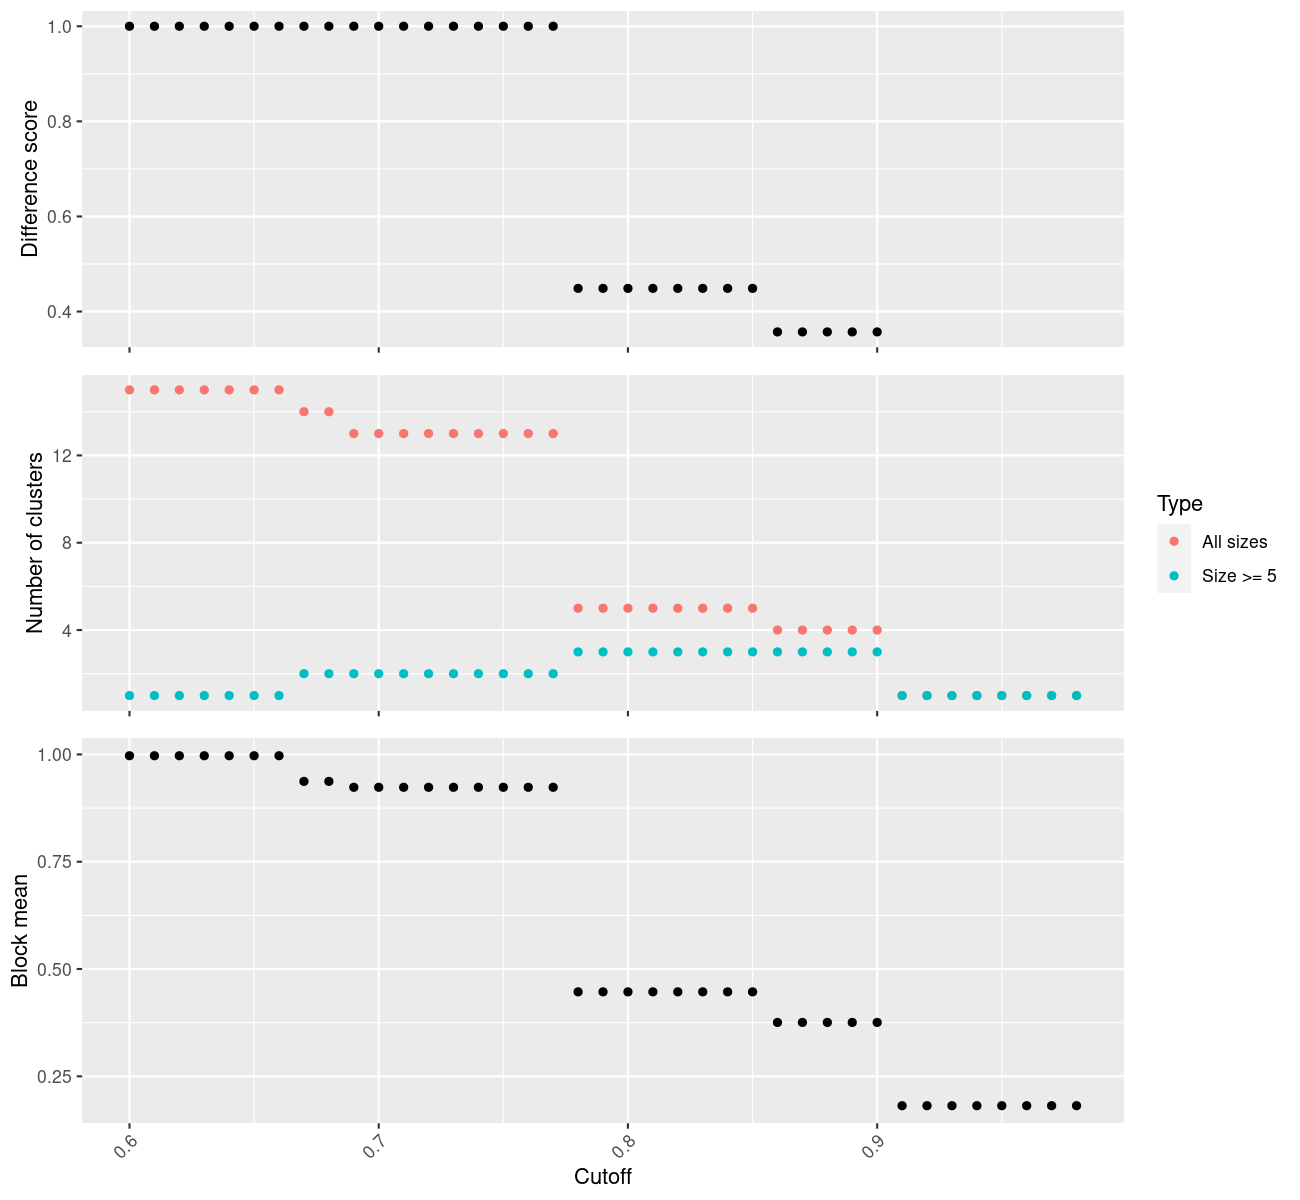 Difference score
1.0
0.8
0.6
0.4
Number of clusters
12
8
4
Type
All sizes
Size >= 5
Block mean
1.00
0.75
0.50
0.25
0.6
0.7
0.8
0.9
Cutoff